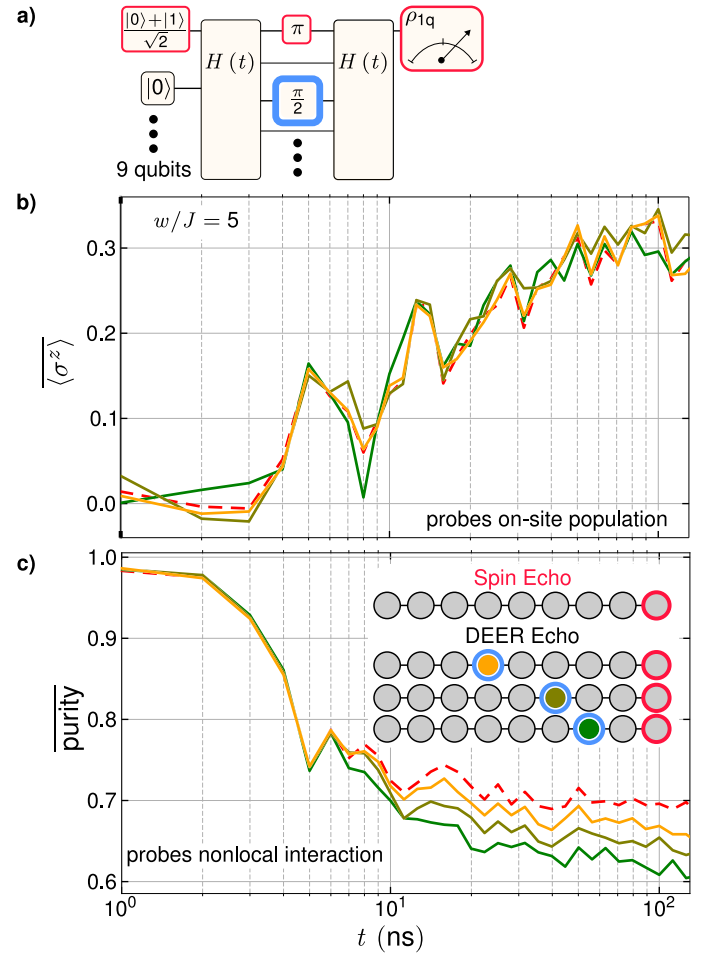 a)
|0⟩+|1⟩
√2
π
ρ1q
H (t)
H (t)
|0⟩
π
2
9 qubits
b)
w/J = 5
0.3
0.2
0.1
0.0
⟨σ^z⟩
probes on-site population
c)
1.0
0.9
0.8
0.7
0.6
purity
Spin Echo
DEER Echo
probes nonlocal interaction
10^0
10^1
10^2
t (ns)